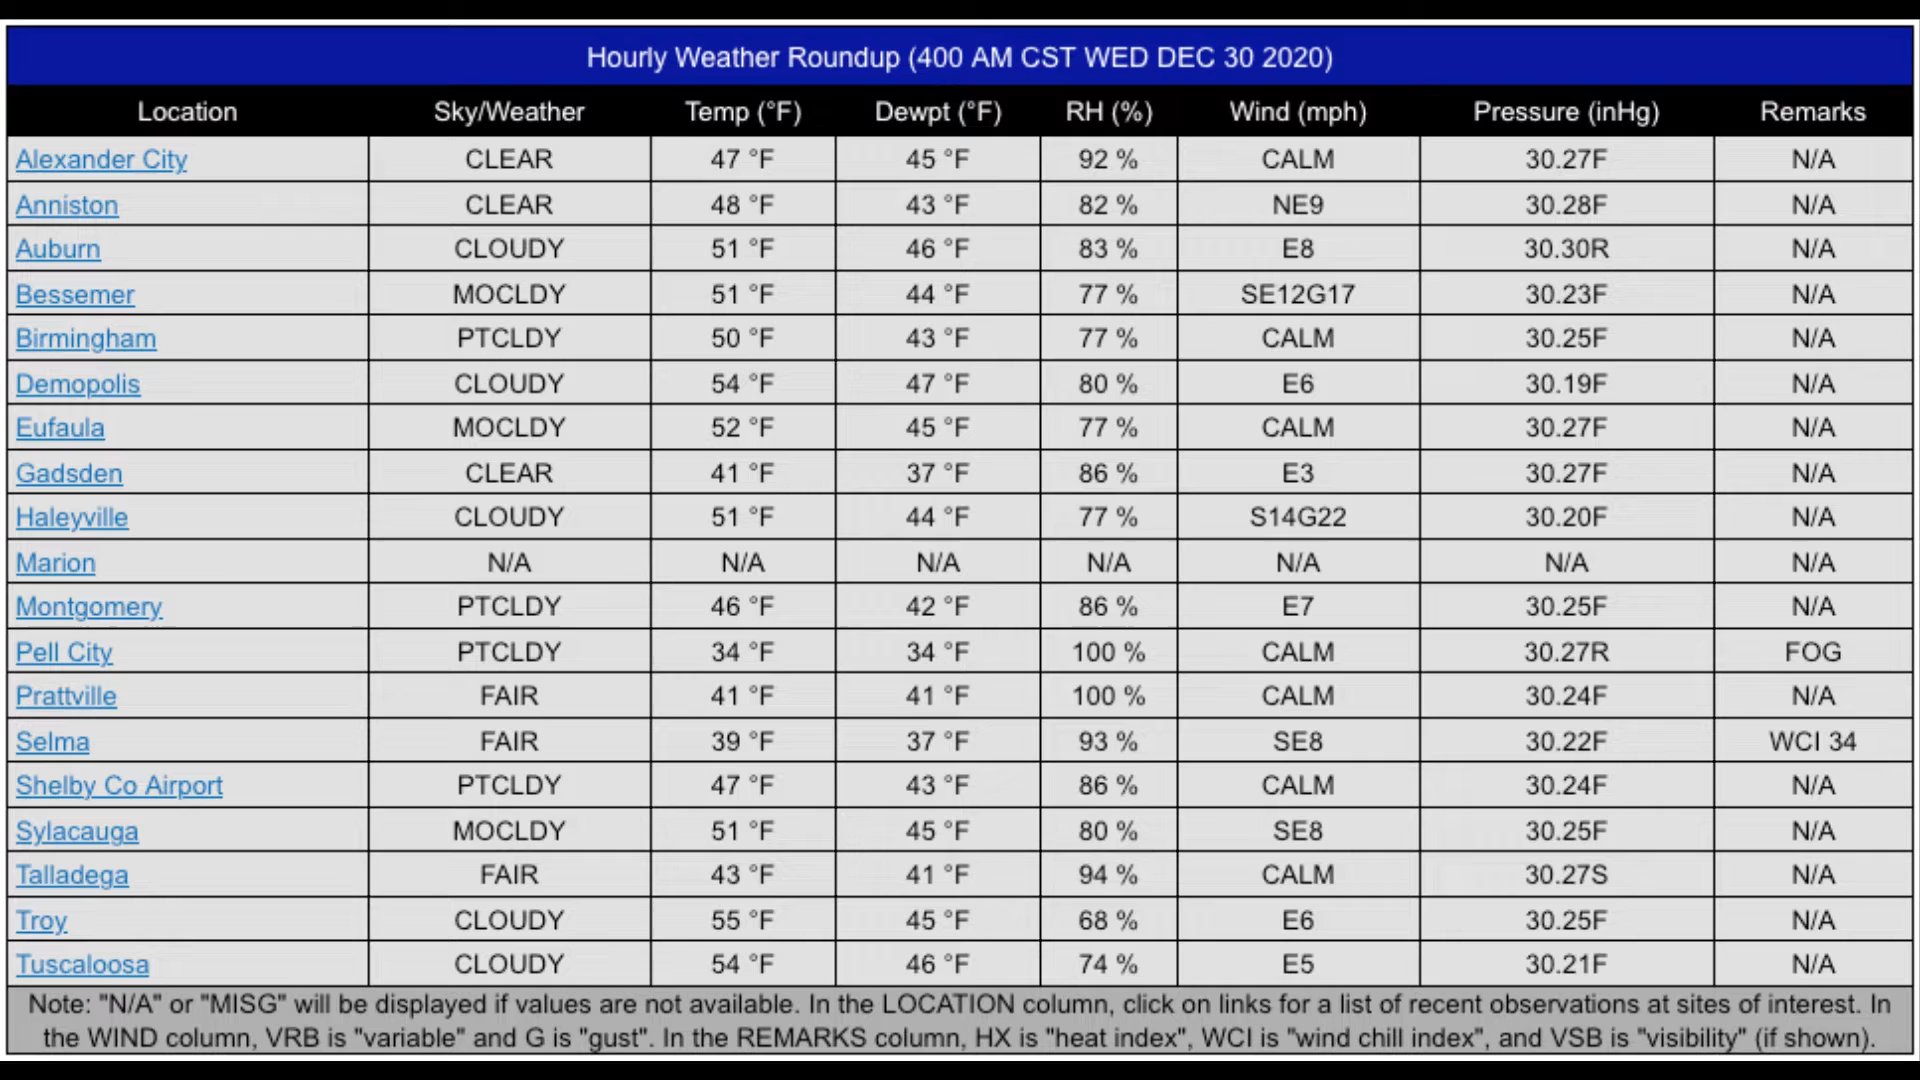 Hourly Weather Roundup (400 AM CST WED DEC 30 2020)
Location Sky/Weather Temp (°F) Dewpt (°F) RH (%) Wind (mph) Pressure (inHg) Remarks
Alexander City CLEAR 47 °F 45 °F 92 % CALM 30.27F N/A
Anniston CLEAR 48 °F 43 °F 82 % NE9 30.28F N/A
Auburn CLOUDY 51 °F 46 °F 83 % E8 30.30R N/A
Bessemer MOCLDY 51 °F 44 °F 77 % SE12G17 30.23F N/A
Birmingham PTCLDY 50 °F 43 °F 77 % CALM 30.25F N/A
Demopolis CLOUDY 54 °F 47 °F 80 % E6 30.19F N/A
Eufaula MOCLDY 52 °F 45 °F 77 % CALM 30.27F N/A
Gadsden CLEAR 41 °F 37 °F 86 % E3 30.27F N/A
Haleyville CLOUDY 51 °F 44 °F 77 % S14G22 30.20F N/A
Marion N/A N/A N/A N/A N/A N/A N/A
Montgomery PTCLDY 46 °F 42 °F 86 % E7 30.25F N/A
Pell City PTCLDY 34 °F 34 °F 100 % CALM 30.27R FOG
Prattville FAIR 41 °F 41 °F 100 % CALM 30.24F N/A
Selma FAIR 39 °F 37 °F 93 % SE8 30.22F WCI 34
Shelby Co Airport PTCLDY 47 °F 43 °F 86 % CALM 30.24F N/A
Sylacauga MOCLDY 51 °F 45 °F 80 % SE8 30.25F N/A
Talladega FAIR 43 °F 41 °F 94 % CALM 30.27S N/A
Troy CLOUDY 55 °F 45 °F 68 % E6 30.25F N/A
Tuscaloosa CLOUDY 54 °F 46 °F 74 % E5 30.21F N/A
Note: "N/A" or "MISG" will be displayed if values are not available. In the LOCATION column, click on links for a list of recent observations at sites of interest. In
the WIND column, VRB is "variable" and G is "gust". In the REMARKS column, HX is "heat index", WCI is "wind chill index", and VSB is "visibility" (if shown).